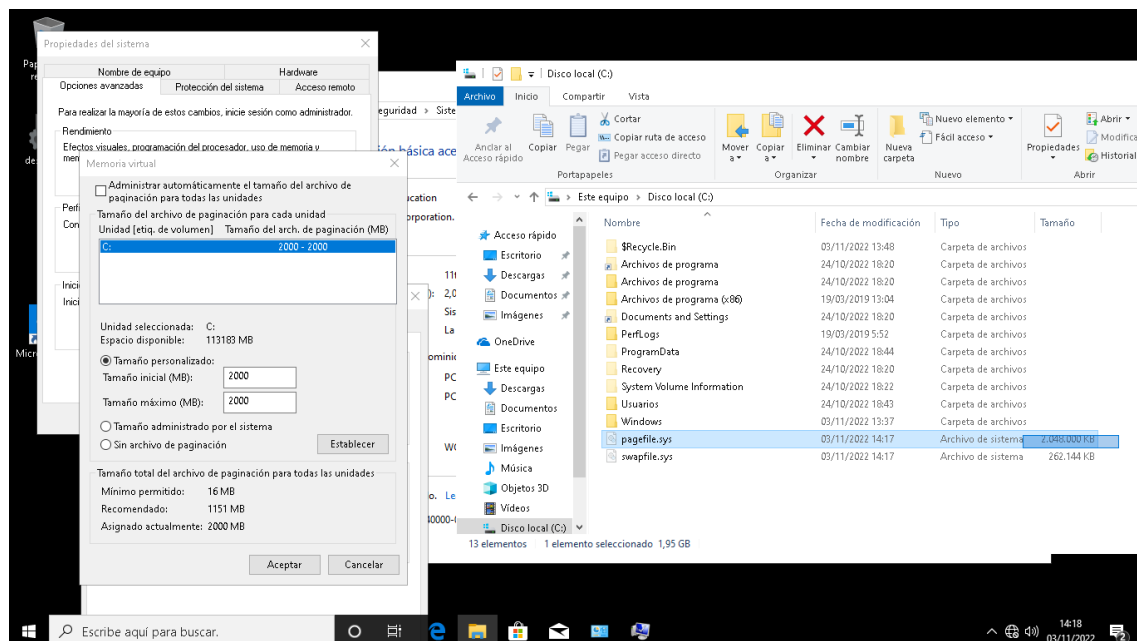 Propiedades del sistema
Nombre de equipo
Hardware
Opciones avanzadas
Protección del sistema
Acceso remoto
Para realizar la mayoría de estos cambios, inicie sesión como administrador.
Rendimiento
Efectos visuales, programación del procesador, uso de memoria y
Memoria virtual
Administrar automáticamente el tamaño del archivo de
paginación para todas las unidades
Tamaño del archivo de paginación para cada unidad
Unidad [etiq. de volumen] Tamaño del arch. de paginación (MB)
C: 2000 - 2000
Unidad seleccionada: C:
Espacio disponible: 113183 MB
Tamaño personalizado:
Tamaño inicial (MB): 2000
Tamaño máximo (MB): 2000
Tamaño administrado por el sistema
Sin archivo de paginación
Establecer
Tamaño total del archivo de paginación para todas las unidades
Mínimo permitido: 16 MB
Recomendado: 1151 MB
Asignado actualmente: 2000 MB
Aceptar
Cancelar
Disco local (C:)
Archivo Inicio Compartir Vista
Anclar al
Acceso rápido
Copiar
Pegar
Cortar
Copiar ruta de acceso
Pegar acceso directo
Portapapeles
Mover
a
Copiar
a
Eliminar
Cambiar
nombre
Organizar
Nueva
carpeta
Nuevo elemento
Fácil acceso
Nuevo
Propiedades
Abrir
Modifica
Historial
Abrir
Este equipo > Disco local (C:)
Acceso rápido
Escritorio
Descargas
Documentos
Imágenes
OneDrive
Este equipo
Descargas
Documentos
Escritorio
Imágenes
Música
Objetos 3D
Vídeos
Disco local (C:)
Nombre Fecha de modificación Tipo Tamaño
$Recycle.Bin 03/11/2022 13:48 Carpeta de archivos
Archivos de programa 24/10/2022 18:20 Carpeta de archivos
Archivos de programa 24/10/2022 18:20 Carpeta de archivos
Archivos de programa (x86) 19/03/2019 13:04 Carpeta de archivos
Documents and Settings 24/10/2022 18:20 Carpeta de archivos
PerfLogs 19/03/2019 5:52 Carpeta de archivos
ProgramData 24/10/2022 18:44 Carpeta de archivos
Recovery 24/10/2022 18:20 Carpeta de archivos
System Volume Information 24/10/2022 18:22 Carpeta de archivos
Usuarios 24/10/2022 18:43 Carpeta de archivos
Windows 03/11/2022 13:37 Carpeta de archivos
pagefile.sys 03/11/2022 14:17 Archivo de sistema 2.048.000 KB
swapfile.sys 03/11/2022 14:17 Archivo de sistema 262.144 KB
13 elementos 1 elemento seleccionado 1,95 GB
Escribe aquí para buscar.
14:18
03/11/2022